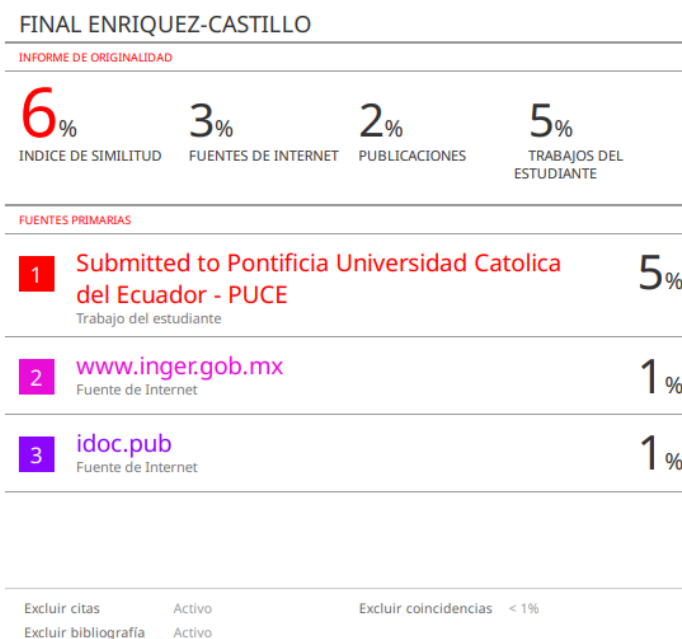 FINAL ENRIQUEZ-CASTILLO
INFORME DE ORIGINALIDAD
6% 3% 2% 5%
INDICE DE SIMILITUD FUENTES DE INTERNET PUBLICACIONES TRABAJOS DEL
ESTUDIANTE
FUENTES PRIMARIAS
1 Submitted to Pontificia Universidad Catolica 5%
del Ecuador - PUCE
Trabajo del estudiante
2 www.inger.gob.mx 1%
Fuente de Internet
3 idoc.pub 1%
Fuente de Internet
Excluir citas Activo Excluir coincidencias < 1%
Excluir bibliografía Activo